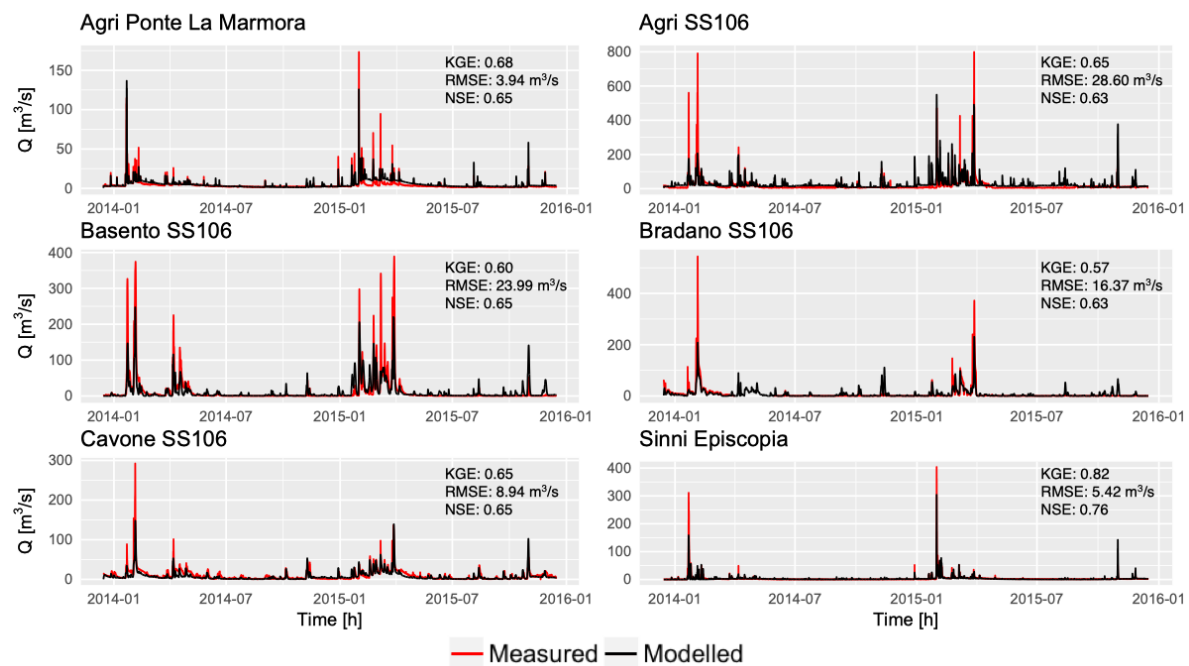 Agri Ponte La Marmora
Q [m³/s]
150
100
50
0
KGE: 0.68
RMSE: 3.94 m³/s
NSE: 0.65
2014-01 2014-07 2015-01 2015-07 2016-01
Agri SS106
800
600
400
200
0
KGE: 0.65
RMSE: 28.60 m³/s
NSE: 0.63
2014-01 2014-07 2015-01 2015-07 2016-01
Basento SS106
Q [m³/s]
400
300
200
100
0
KGE: 0.60
RMSE: 23.99 m³/s
NSE: 0.65
2014-01 2014-07 2015-01 2015-07 2016-01
Bradano SS106
400
200
0
KGE: 0.57
RMSE: 16.37 m³/s
NSE: 0.63
2014-01 2014-07 2015-01 2015-07 2016-01
Cavone SS106
Q [m³/s]
300
200
100
0
KGE: 0.65
RMSE: 8.94 m³/s
NSE: 0.65
2014-01 2014-07 2015-01 2015-07 2016-01
Time [h]
Sinni Episcopia
400
300
200
100
0
KGE: 0.82
RMSE: 5.42 m³/s
NSE: 0.76
2014-01 2014-07 2015-01 2015-07 2016-01
Time [h]
Measured Modelled